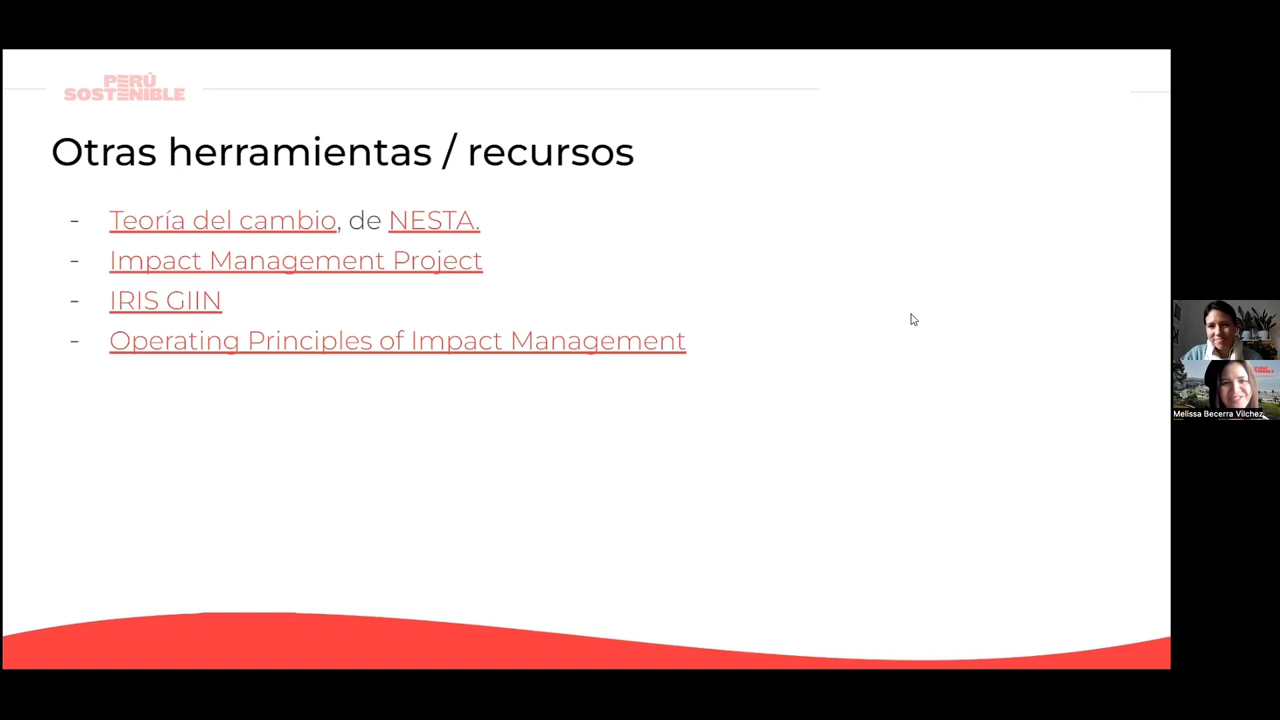 PERÚ
SOSTENIBLE
Otras herramientas / recursos
- Teoría del cambio, de NESTA.
- Impact Management Project
- IRIS GIIN
- Operating Principles of Impact Management
Melissa Becerra Vilchez